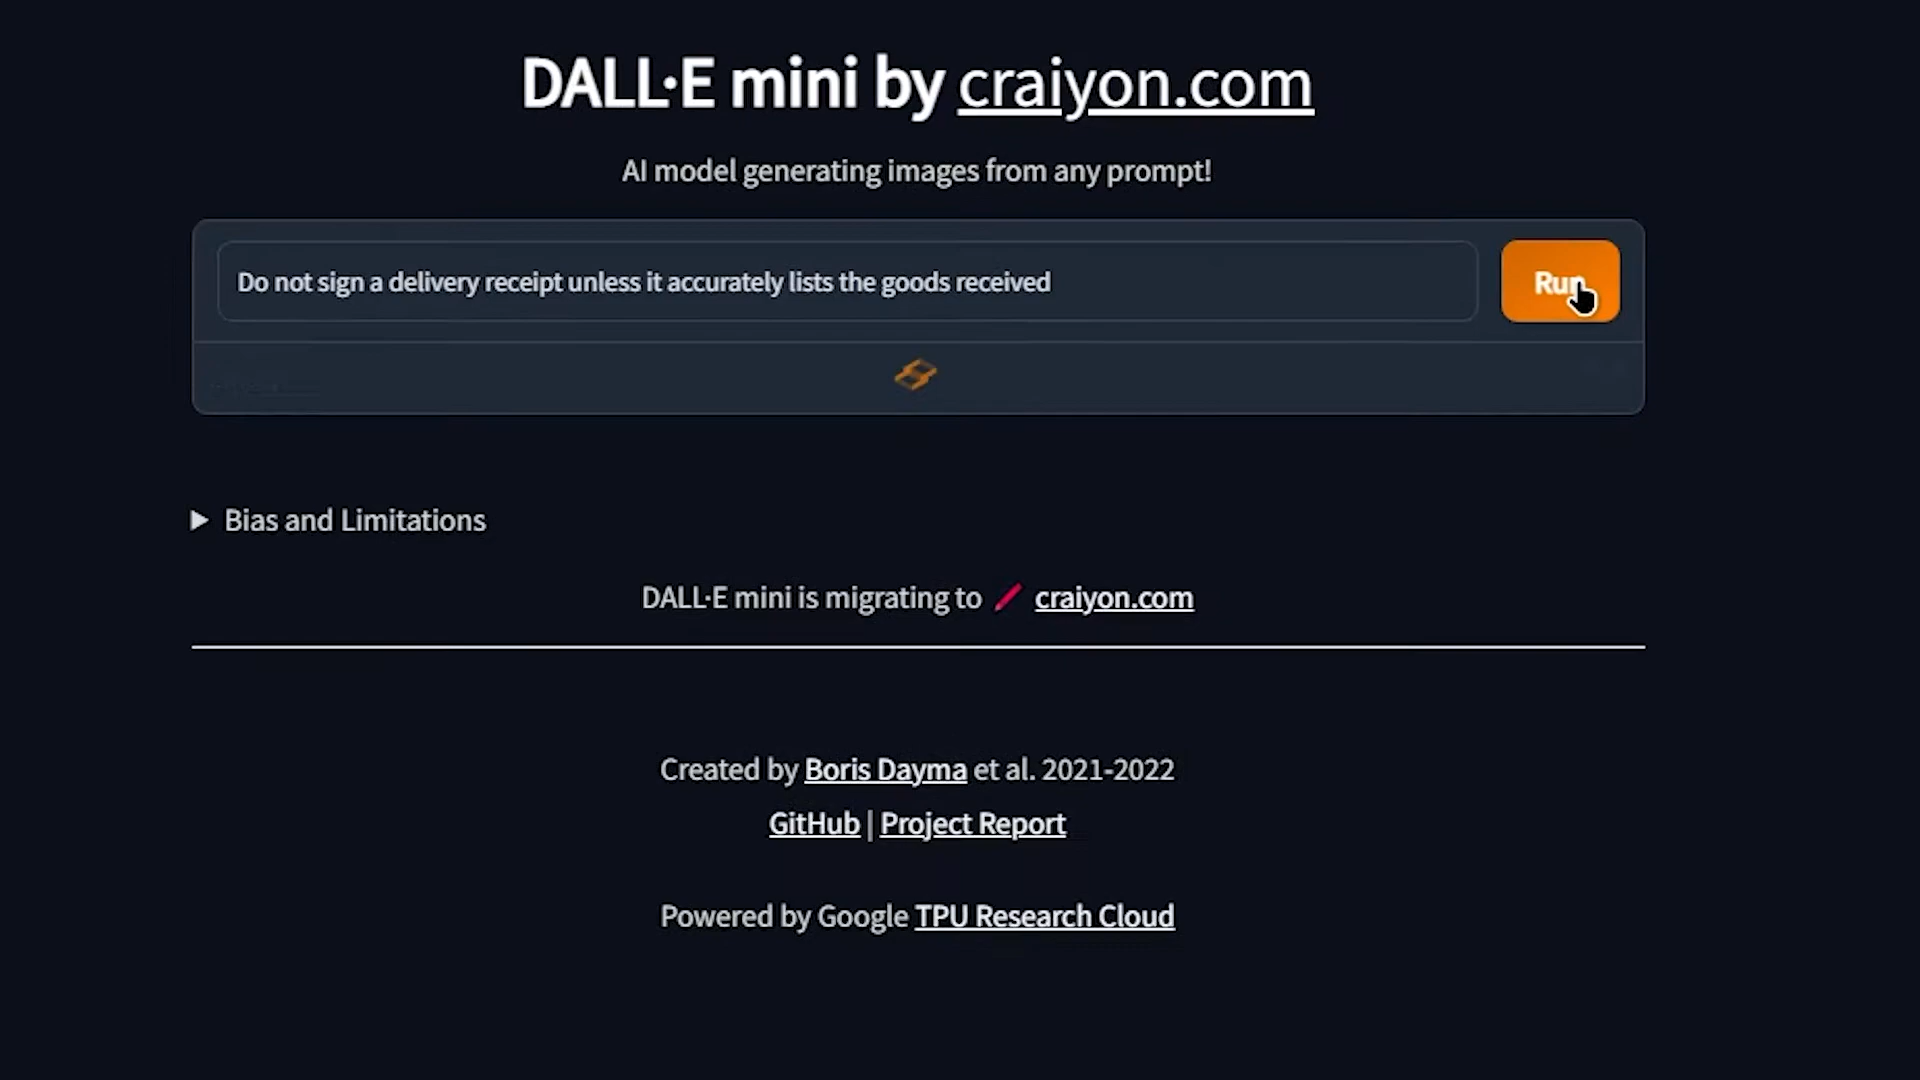 DALL·E mini by craiyon.com
AI model generating images from any prompt!
Do not sign a delivery receipt unless it accurately lists the goods received
Run
Bias and Limitations
DALL·E mini is migrating to craiyon.com
Created by Boris Dayma et al. 2021-2022
GitHub | Project Report
Powered by Google TPU Research Cloud